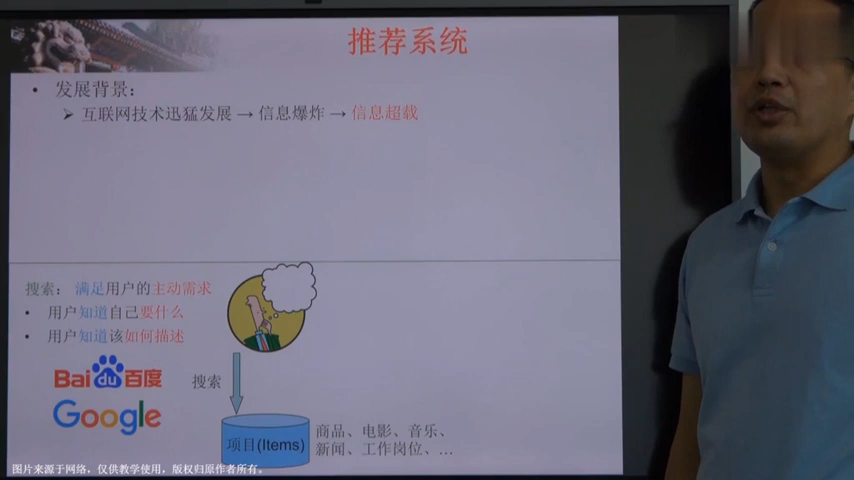 推荐系统
• 发展背景：
➢ 互联网技术迅猛发展 → 信息爆炸 → 信息超载
搜索： 满足用户的主动需求
• 用户知道自己要什么
• 用户知道该如何描述
Bai du 百度
Google
搜索
项目(Items)
商品、电影、音乐、
新闻、工作岗位、…
图片来源于网络，仅供教学使用，版权归原作者所有。